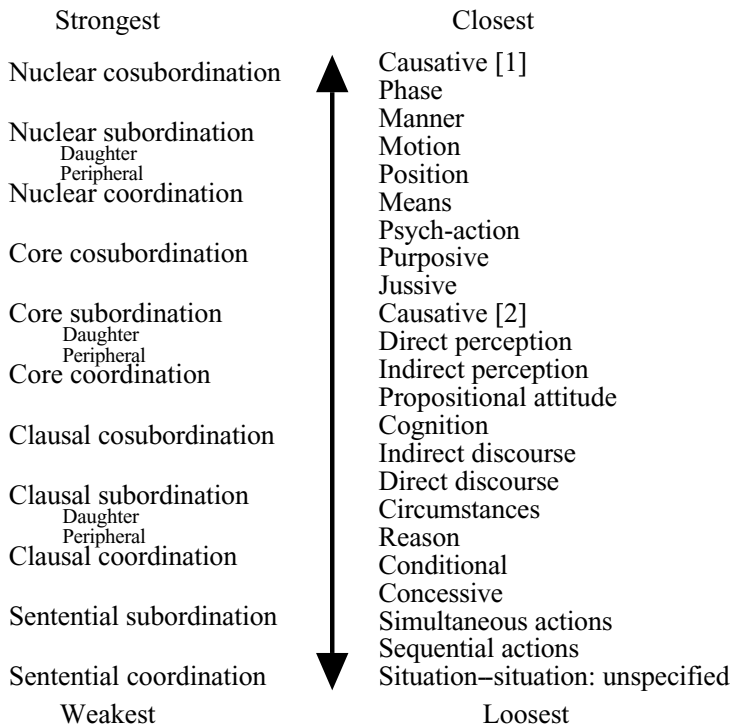 Strongest
Nuclear cosubordination
Nuclear subordination
Daughter
Peripheral
Nuclear coordination
Core cosubordination
Core subordination
Daughter
Peripheral
Core coordination
Clausal cosubordination
Clausal subordination
Daughter
Peripheral
Clausal coordination
Sentential subordination
Sentential coordination
Weakest
Closest
Causative [1]
Phase
Manner
Motion
Position
Means
Psych-action
Purposive
Jussive
Causative [2]
Direct perception
Indirect perception
Propositional attitude
Cognition
Indirect discourse
Direct discourse
Circumstances
Reason
Conditional
Concessive
Simultaneous actions
Sequential actions
Situation–situation: unspecified
Loosest